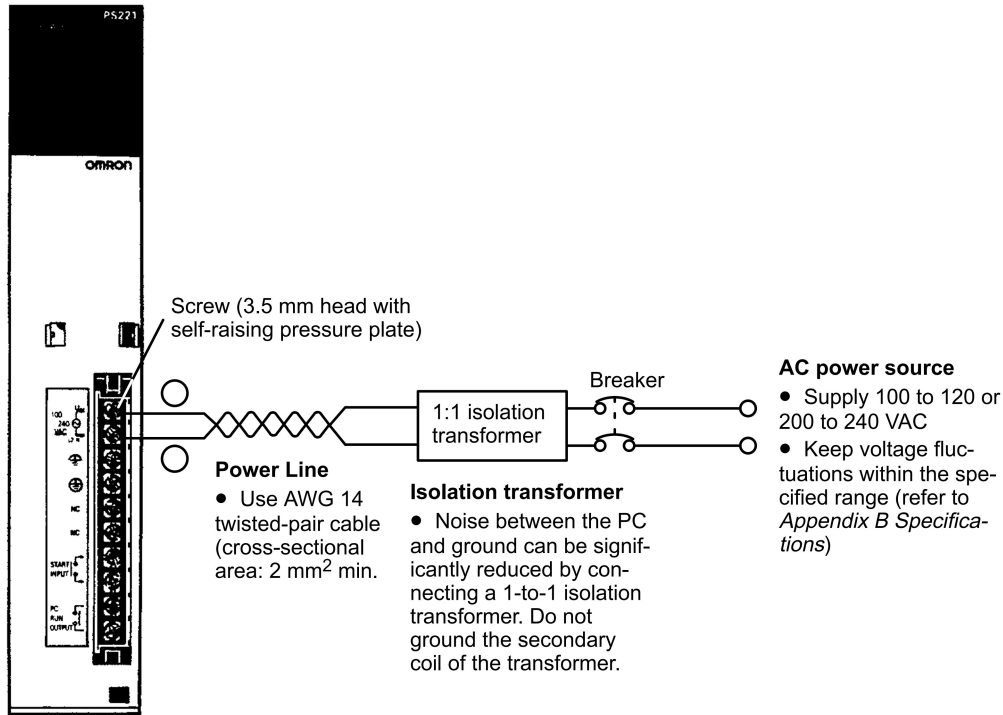 PS221
OMRON
Screw (3.5 mm head with
self-raising pressure plate)
100
240
VAC
NC
NC
START
INPUT
PC
RUN
OUTPUT
Power Line
• Use AWG 14
twisted-pair cable
(cross-sectional
area: 2 mm² min.
1:1 isolation
transformer
Isolation transformer
• Noise between the PC
and ground can be signif-
icantly reduced by con-
necting a 1-to-1 isolation
transformer. Do not
ground the secondary
coil of the transformer.
Breaker
AC power source
• Supply 100 to 120 or
200 to 240 VAC
• Keep voltage fluc-
tuations within the spe-
cified range (refer to
Appendix B Specifica-
tions)